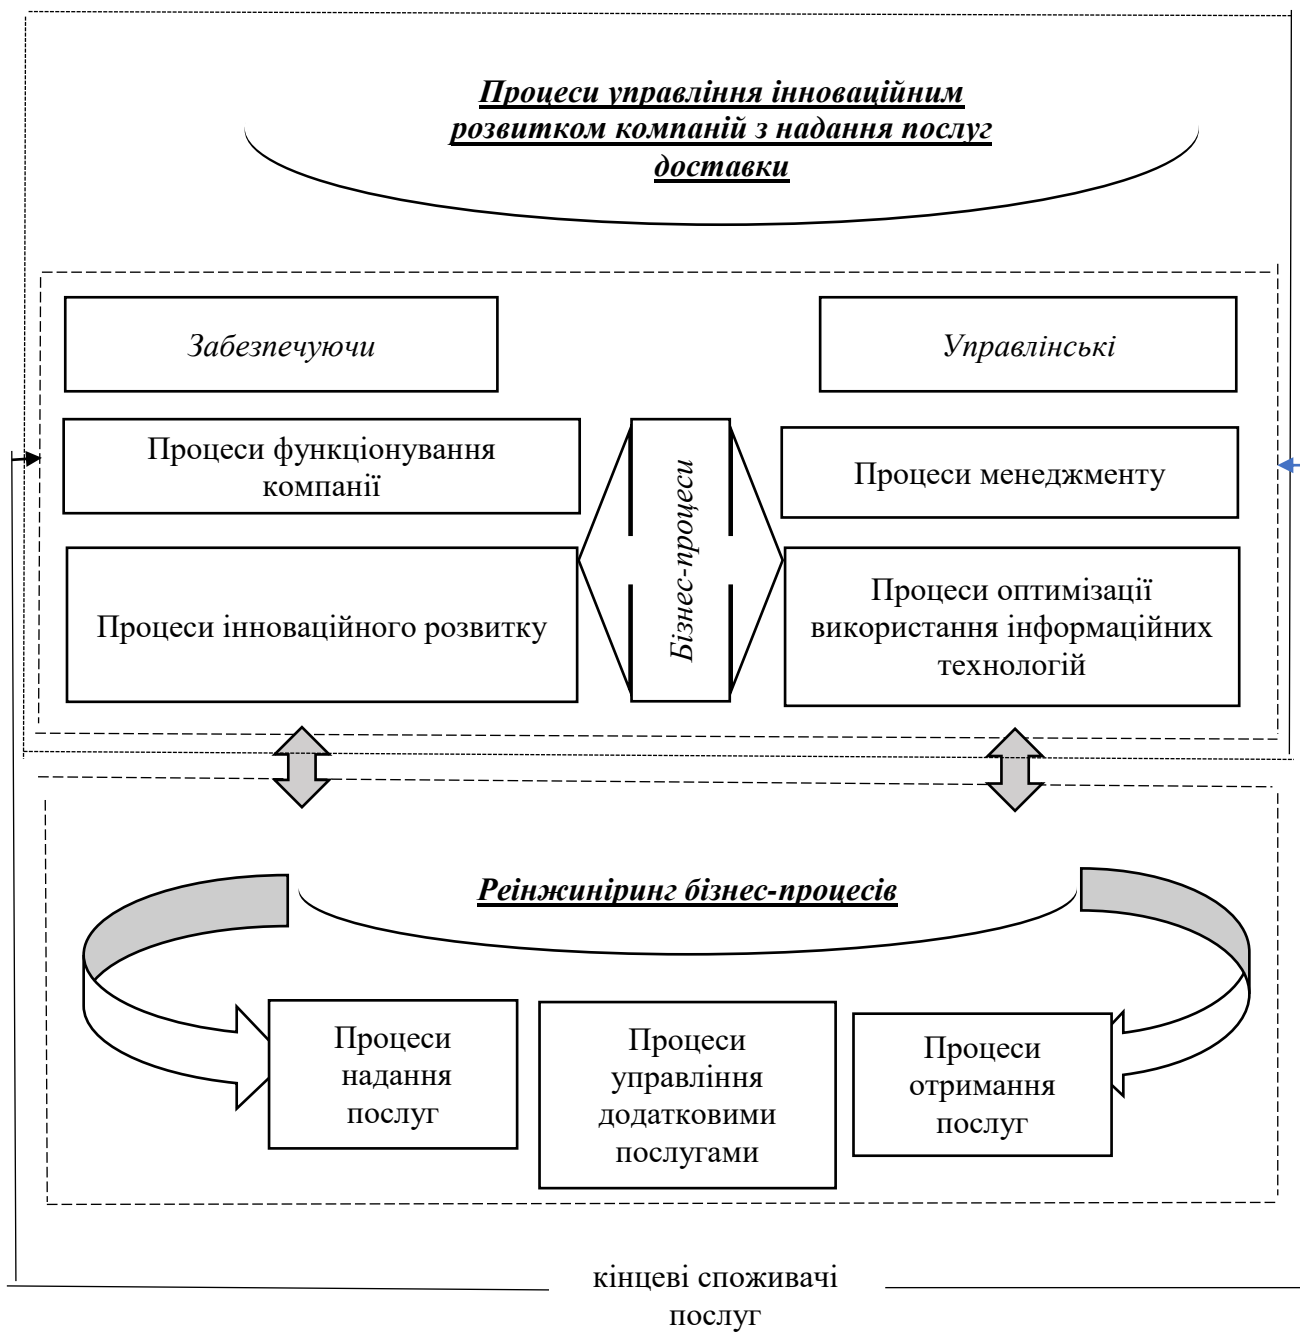 Процеси управління інноваційним
розвитком компаній з надання послуг
доставки
Забезпечуючи
Управлінські
Процеси функціонування
компанії
Процеси інноваційного розвитку
Бізнес-процеси
Процеси менеджменту
Процеси оптимізації
використання інформаційних
технологій
Реінжиніринг бізнес-процесів
Процеси
надання
послуг
Процеси
управління
додатковими
послугами
Процеси
отримання
послуг
кінцеві споживачі
послуг